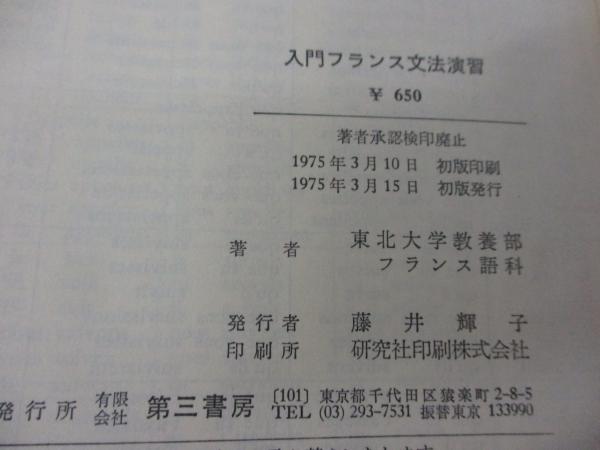 入門フランス文法演習
¥ 650
著者承認検印廃止
1975年3月10日 初版印刷
1975年3月15日 初版発行
著者 東北大学教養部
フランス語科
発行者 藤井輝子
印刷所 研究社印刷株式会社
発行所 有限会社 第三書房 〔101〕 東京都千代田区猿楽町2-8-5
TEL (03) 293-7531 振替東京 133990